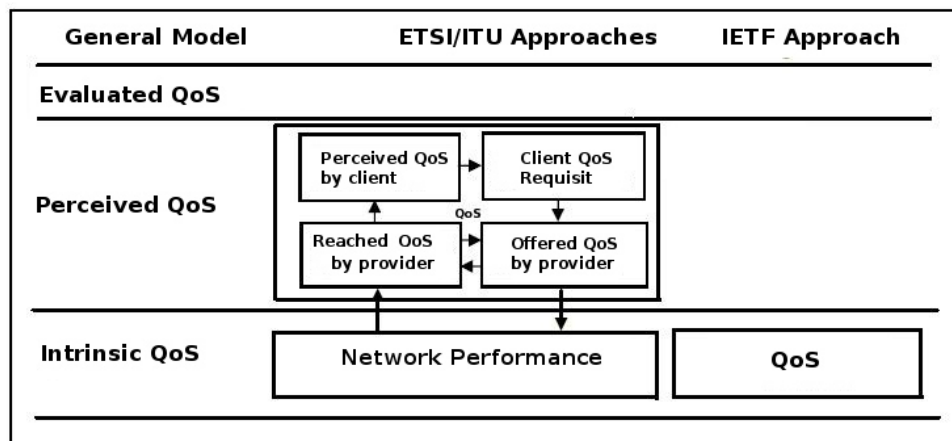 General Model ETSI/ITU Approaches IETF Approach
Evaluated QoS
Perceived QoS
Perceived QoS
by client
Client QoS
Requisit
QoS
Reached OoS
by provider
Offered QoS
by provider
Intrinsic QoS
Network Performance
QoS